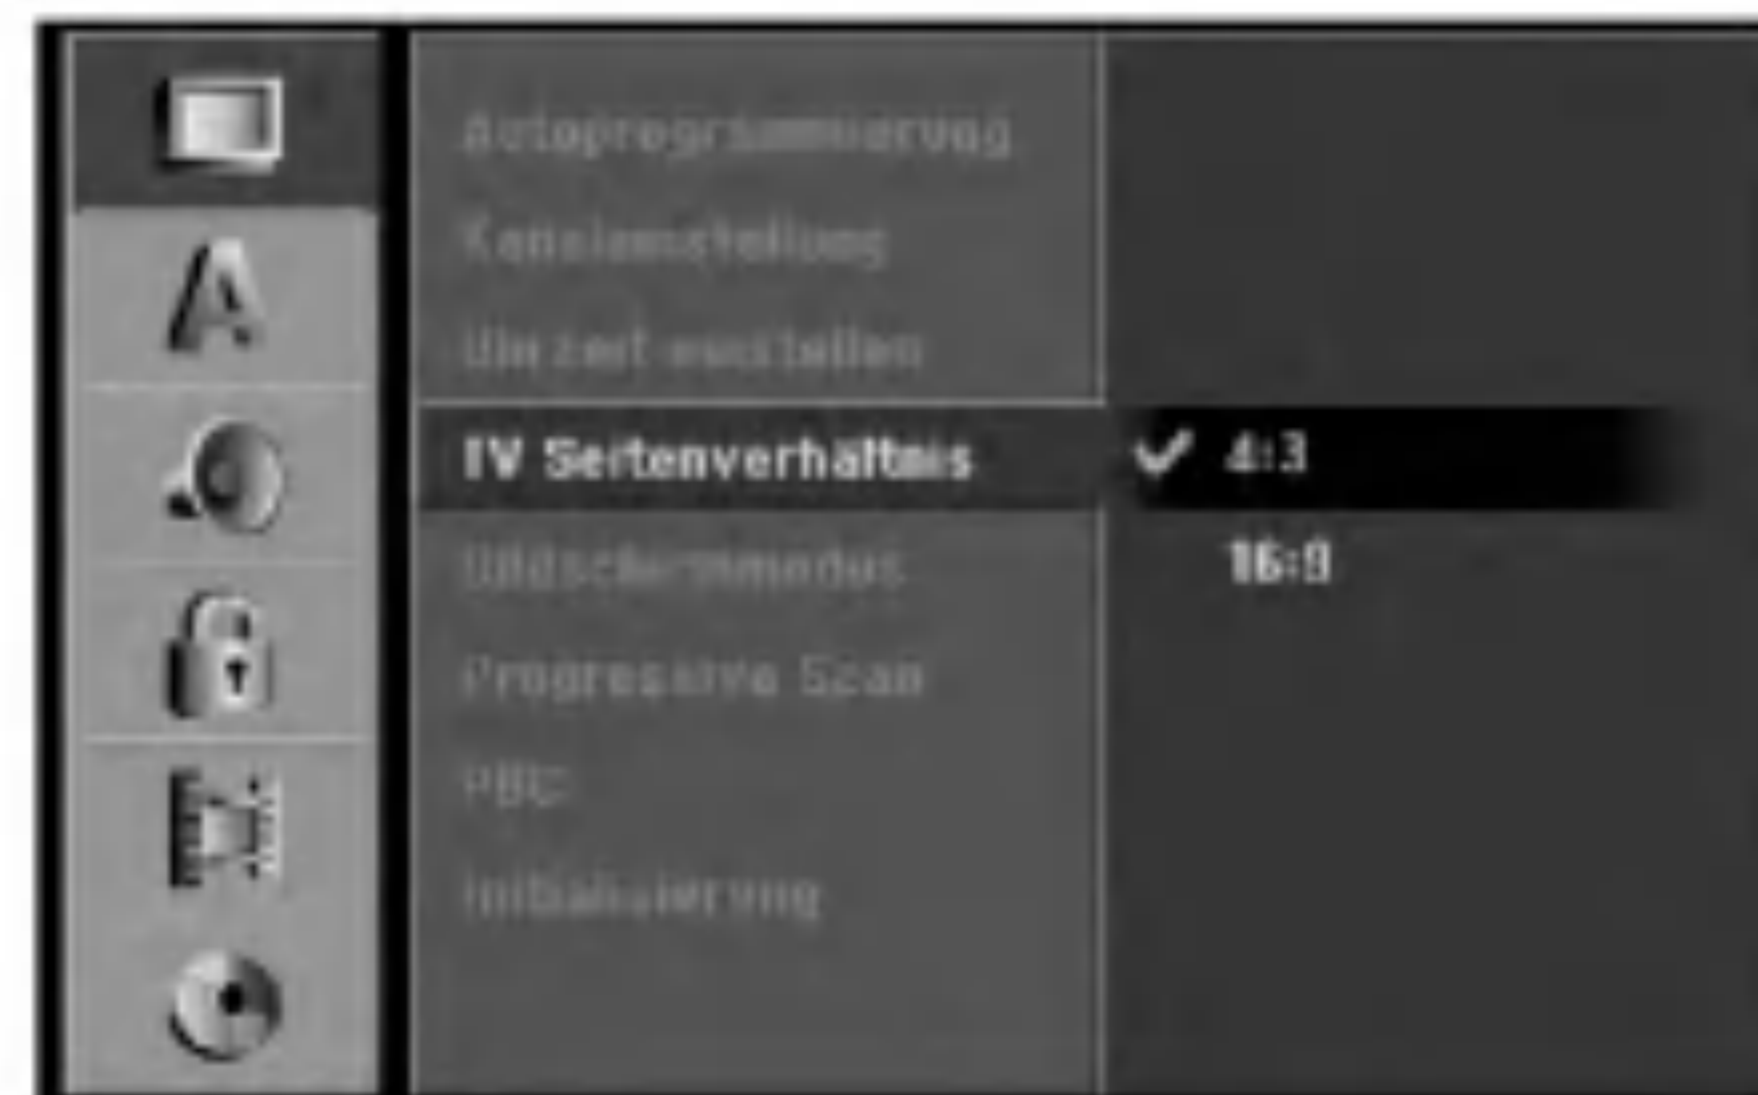 Autoprogrammierung
Kanaleinstellung
Uhrzeit einstellen
TV Seitenverhältnis
4:3
16:9
Bildschirmmodus
Progressive Scan
PBC
Initialisierung